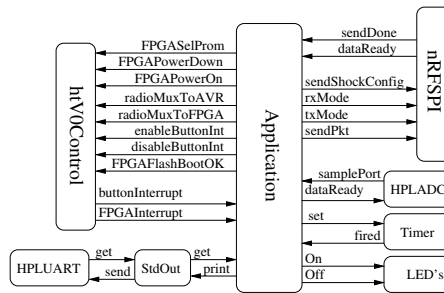 FPGASelProm
FPGAPowerDown
FPGAPowerOn
radioMuxToAVR
radioMuxToFPGA
enableButtonInt
disableButtonInt
FPGAFlashBootOK
buttonInterrupt
FPGAInterrupt
htV0Control
Application
sendDone
dataReady
sendShockConfig
rxMode
txMode
sendPkt
nRFSPI
samplePort
dataReady
HPLADC
set
fired
Timer
On
Off
LED's
HPLUART
get
send
StdOut
get
print